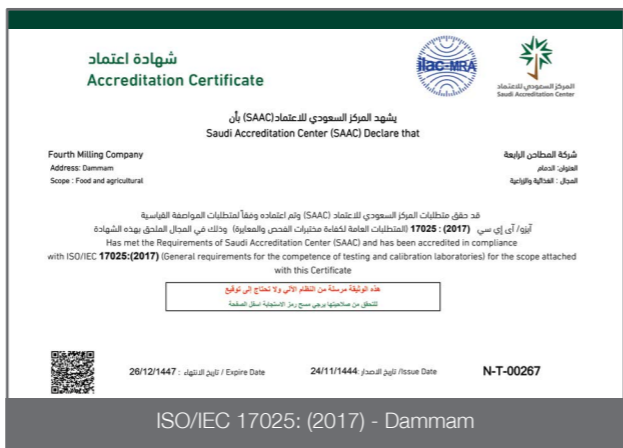 شهادة اعتماد
Accreditation Certificate
ilac-MRA
المركز السعودي للاعتماد
Saudi Accreditation Center
يشهد المركز السعودي للاعتماد(SAAC) بأن
Saudi Accreditation Center (SAAC) Declare that
Fourth Milling Company
شركة المطاحن الرابعة
Address: Dammam
العنوان: الدمام
Scope : Food and agricultural
المجال : الغذائية والزراعية
قد حقق متطلبات المركز السعودي للاعتماد (SAAC) وتم اعتماده وفقاً لمتطلبات المواصفة القياسية
آيزو/ آى إي سي (2017) : 17025 (المتطلبات العامة لكفاءة مختبرات الفحص والمعايرة) وذلك في المجال الملحق بهذه الشهادة
Has met the Requirements of Saudi Accreditation Center (SAAC) and has been accredited in compliance
with ISO/IEC 17025:(2017) (General requirements for the competence of testing and calibration laboratories) for the scope attached
with this Certificate
هذه الوثيقة مرسلة من النظام الآلي ولا تحتاج إلى توقيع
للتحقق من صلاحيتها يرجى مسح رمز الاستجابة اسفل الصفحة
26/12/1447 : تاريخ الانتهاء / Expire Date
24/11/1444 :تاريخ الاصدار /Issue Date
N-T-00267
ISO/IEC 17025: (2017) - Dammam